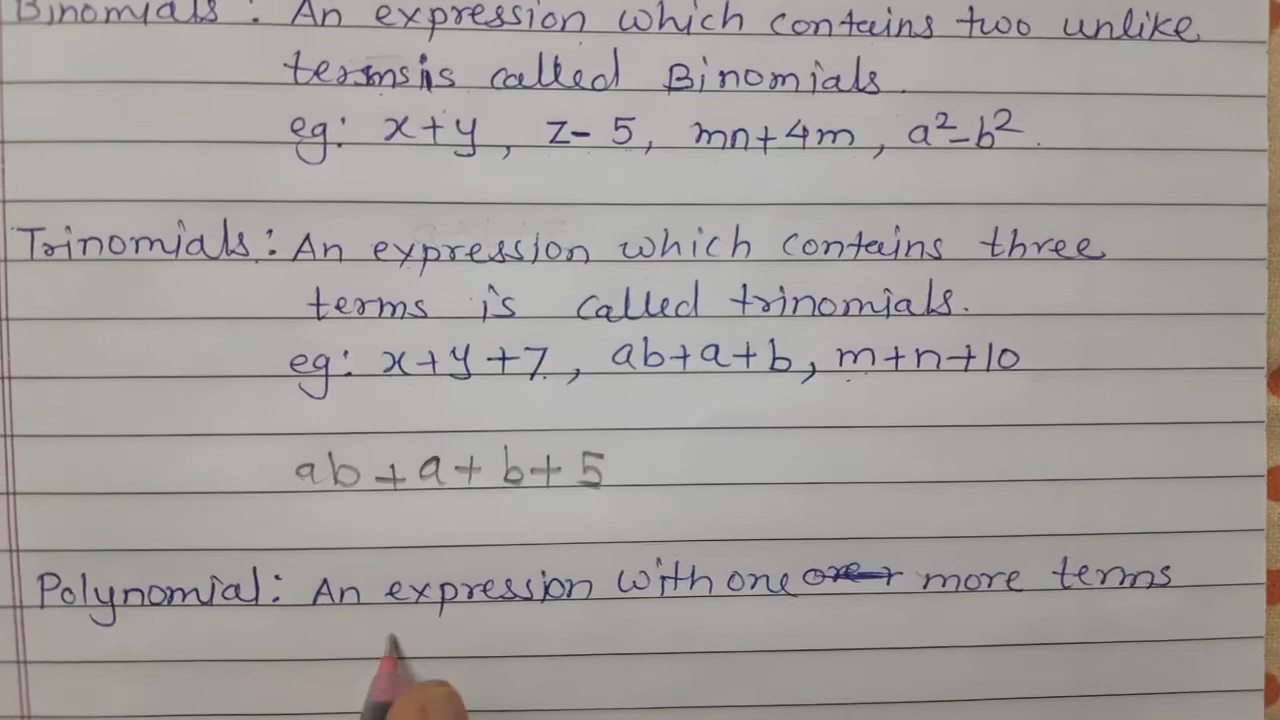 Binomials : An expression which contains two unlike
terms is called Binomials.
eg: x+y, z-5, mn+4m, a²-b².
Trinomials: An expression which contains three
terms is called trinomials.
eg: x+y+7, ab+a+b, m+n+10
ab+a+b+5
Polynomial: An expression with one or more terms